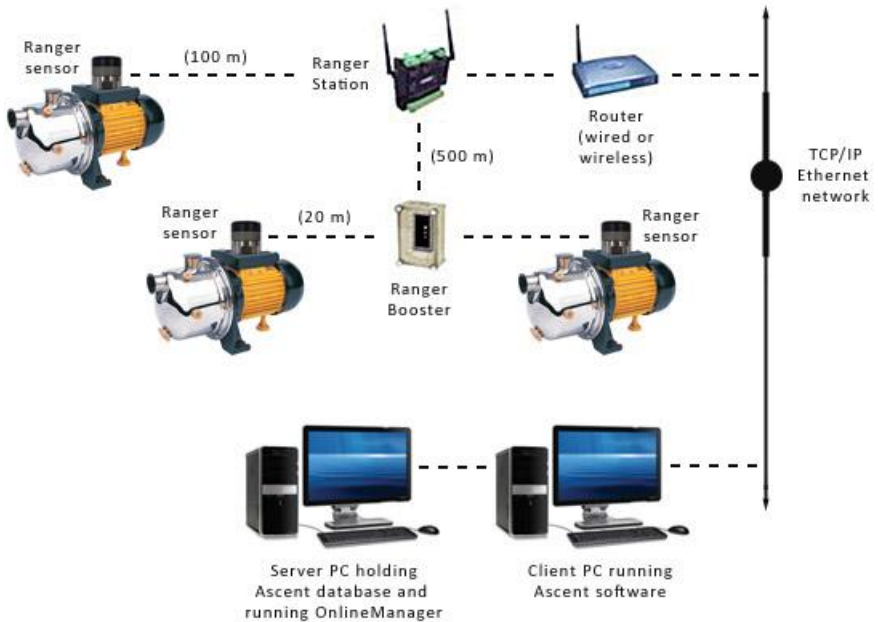 Ranger
sensor
(100 m)
Ranger
Station
Router
(wired or
wireless)
TCP/IP
Ethernet
network
(500 m)
Ranger
sensor
(20 m)
Ranger
Booster
Ranger
sensor
Server PC holding
Ascent database and
running OnlineManager
Client PC running
Ascent software